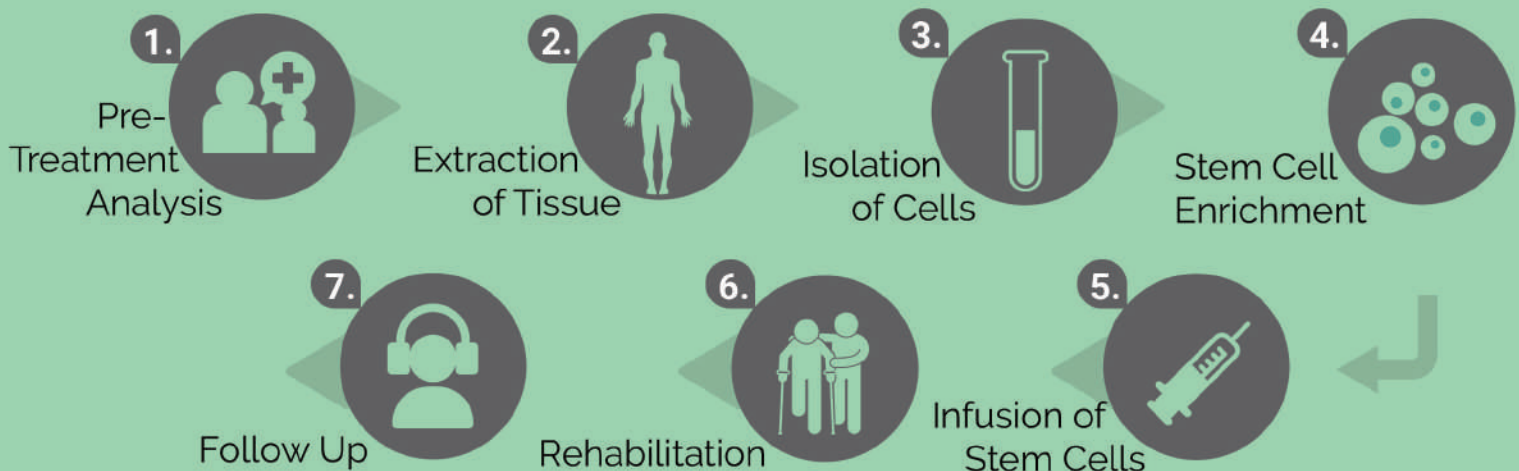 1.
Pre-
Treatment
Analysis
2.
Extraction
of Tissue
3.
Isolation
of Cells
4.
Stem Cell
Enrichment
5.
Infusion of
Stem Cells
6.
Rehabilitation
7.
Follow Up